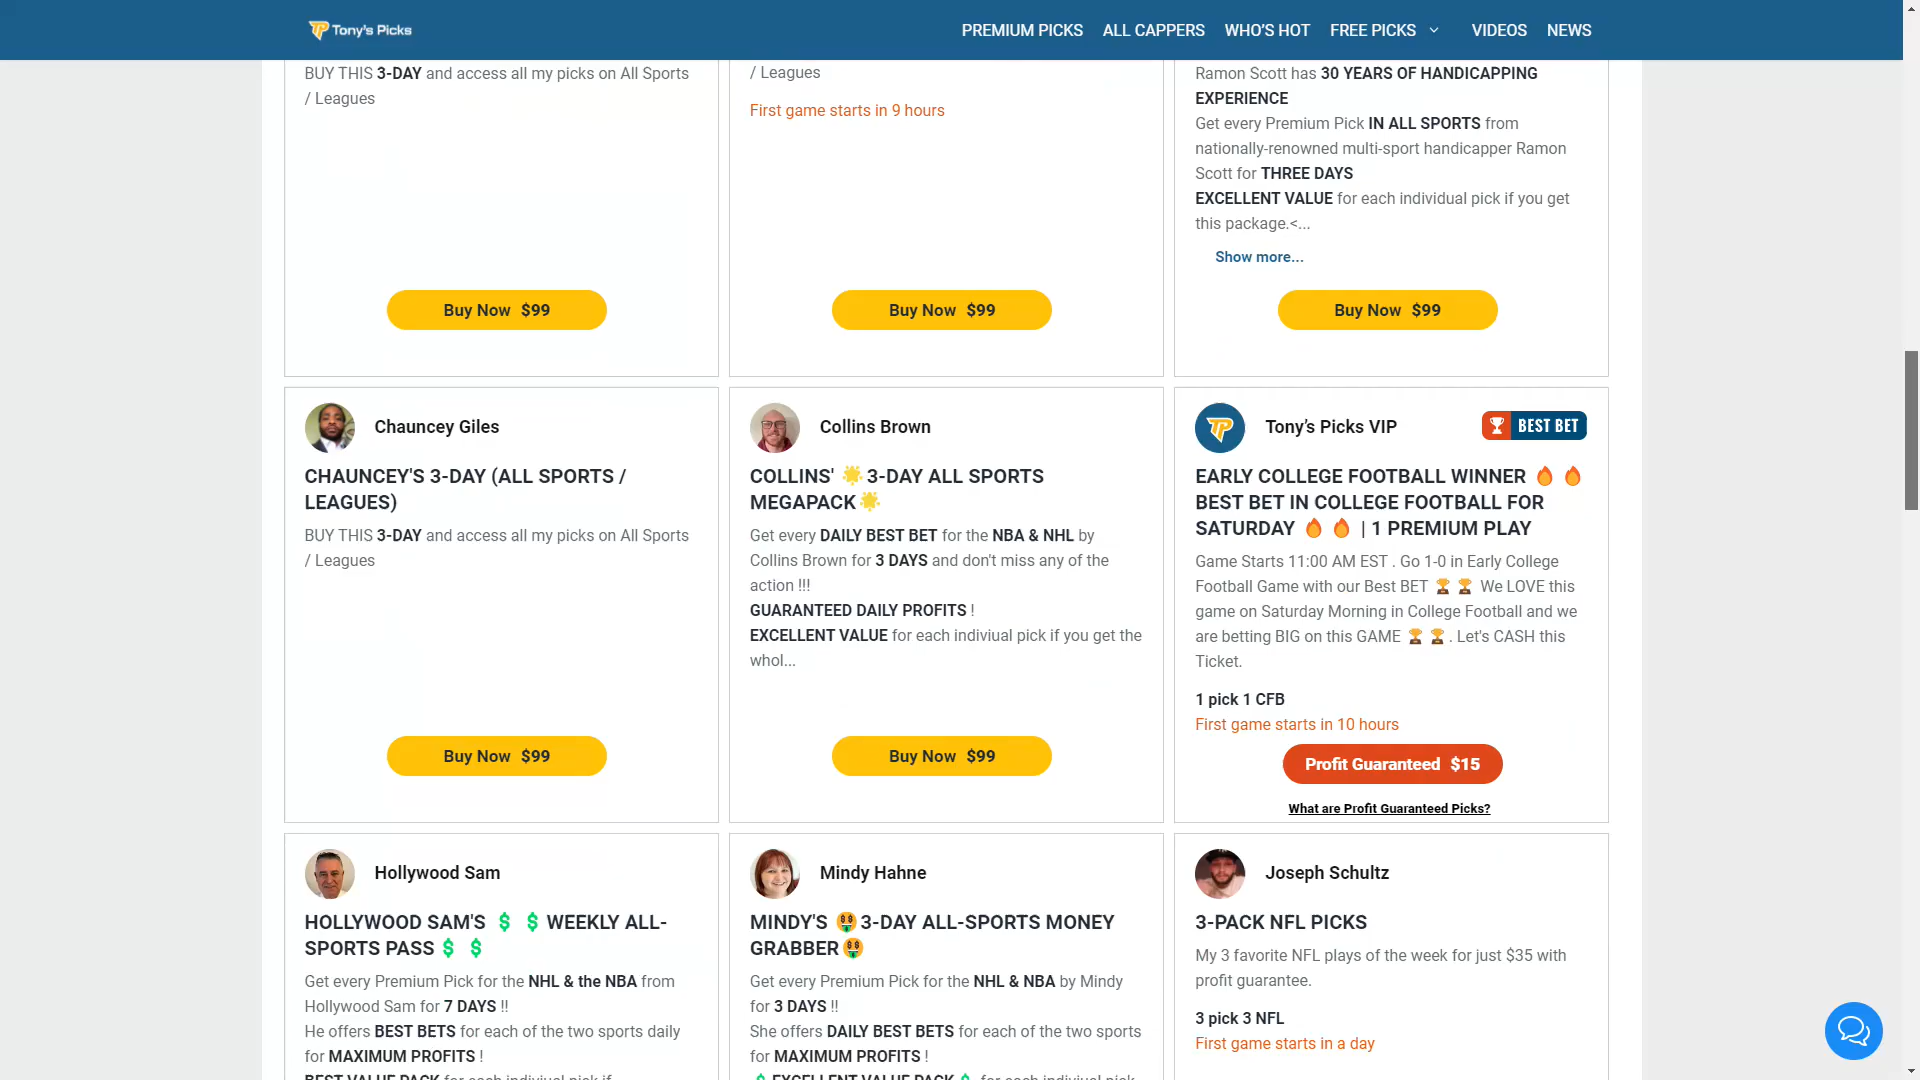 Tony's Picks
PREMIUM PICKS
ALL CAPPERS
WHO'S HOT
FREE PICKS
VIDEOS
NEWS
BUY THIS 3-DAY and access all my picks on All Sports
/ Leagues
Buy Now $99
/ Leagues
First game starts in 9 hours
Buy Now $99
Ramon Scott has 30 YEARS OF HANDICAPPING
EXPERIENCE
Get every Premium Pick IN ALL SPORTS from
nationally-renowned multi-sport handicapper Ramon
Scott for THREE DAYS
EXCELLENT VALUE for each individual pick if you get
this package.<...
Show more...
Buy Now $99
Chauncey Giles
CHAUNCEY'S 3-DAY (ALL SPORTS /
LEAGUES)
BUY THIS 3-DAY and access all my picks on All Sports
/ Leagues
Buy Now $99
Collins Brown
COLLINS' 🌟3-DAY ALL SPORTS
MEGAPACK🌟
Get every DAILY BEST BET for the NBA & NHL by
Collins Brown for 3 DAYS and don't miss any of the
action !!!
GUARANTEED DAILY PROFITS !
EXCELLENT VALUE for each indiviual pick if you get the
whol...
Buy Now $99
TP
Tony's Picks VIP
BEST BET
EARLY COLLEGE FOOTBALL WINNER 🔥 🔥
BEST BET IN COLLEGE FOOTBALL FOR
SATURDAY 🔥 🔥 | 1 PREMIUM PLAY
Game Starts 11:00 AM EST . Go 1-0 in Early College
Football Game with our Best BET 🏆 🏆 We LOVE this
game on Saturday Morning in College Football and we
are betting BIG on this GAME 🏆 🏆 . Let's CASH this
Ticket.
1 pick 1 CFB
First game starts in 10 hours
Profit Guaranteed $15
What are Profit Guaranteed Picks?
Hollywood Sam
HOLLYWOOD SAM'S 💲 💲 WEEKLY ALL-
SPORTS PASS 💲 💲
Get every Premium Pick for the NHL & the NBA from
Hollywood Sam for 7 DAYS !!
He offers BEST BETS for each of the two sports daily
for MAXIMUM PROFITS !
BEST VALUE PACK for each indiviual pick if
Mindy Hahne
MINDY'S 🤑3-DAY ALL-SPORTS MONEY
GRABBER🤑
Get every Premium Pick for the NHL & NBA by Mindy
for 3 DAYS !!
She offers DAILY BEST BETS for each of the two sports
for MAXIMUM PROFITS !
💲 EXCELLENT VALUE PACK 💲 for each indiviual pick
Joseph Schultz
3-PACK NFL PICKS
My 3 favorite NFL plays of the week for just $35 with
profit guarantee.
3 pick 3 NFL
First game starts in a day